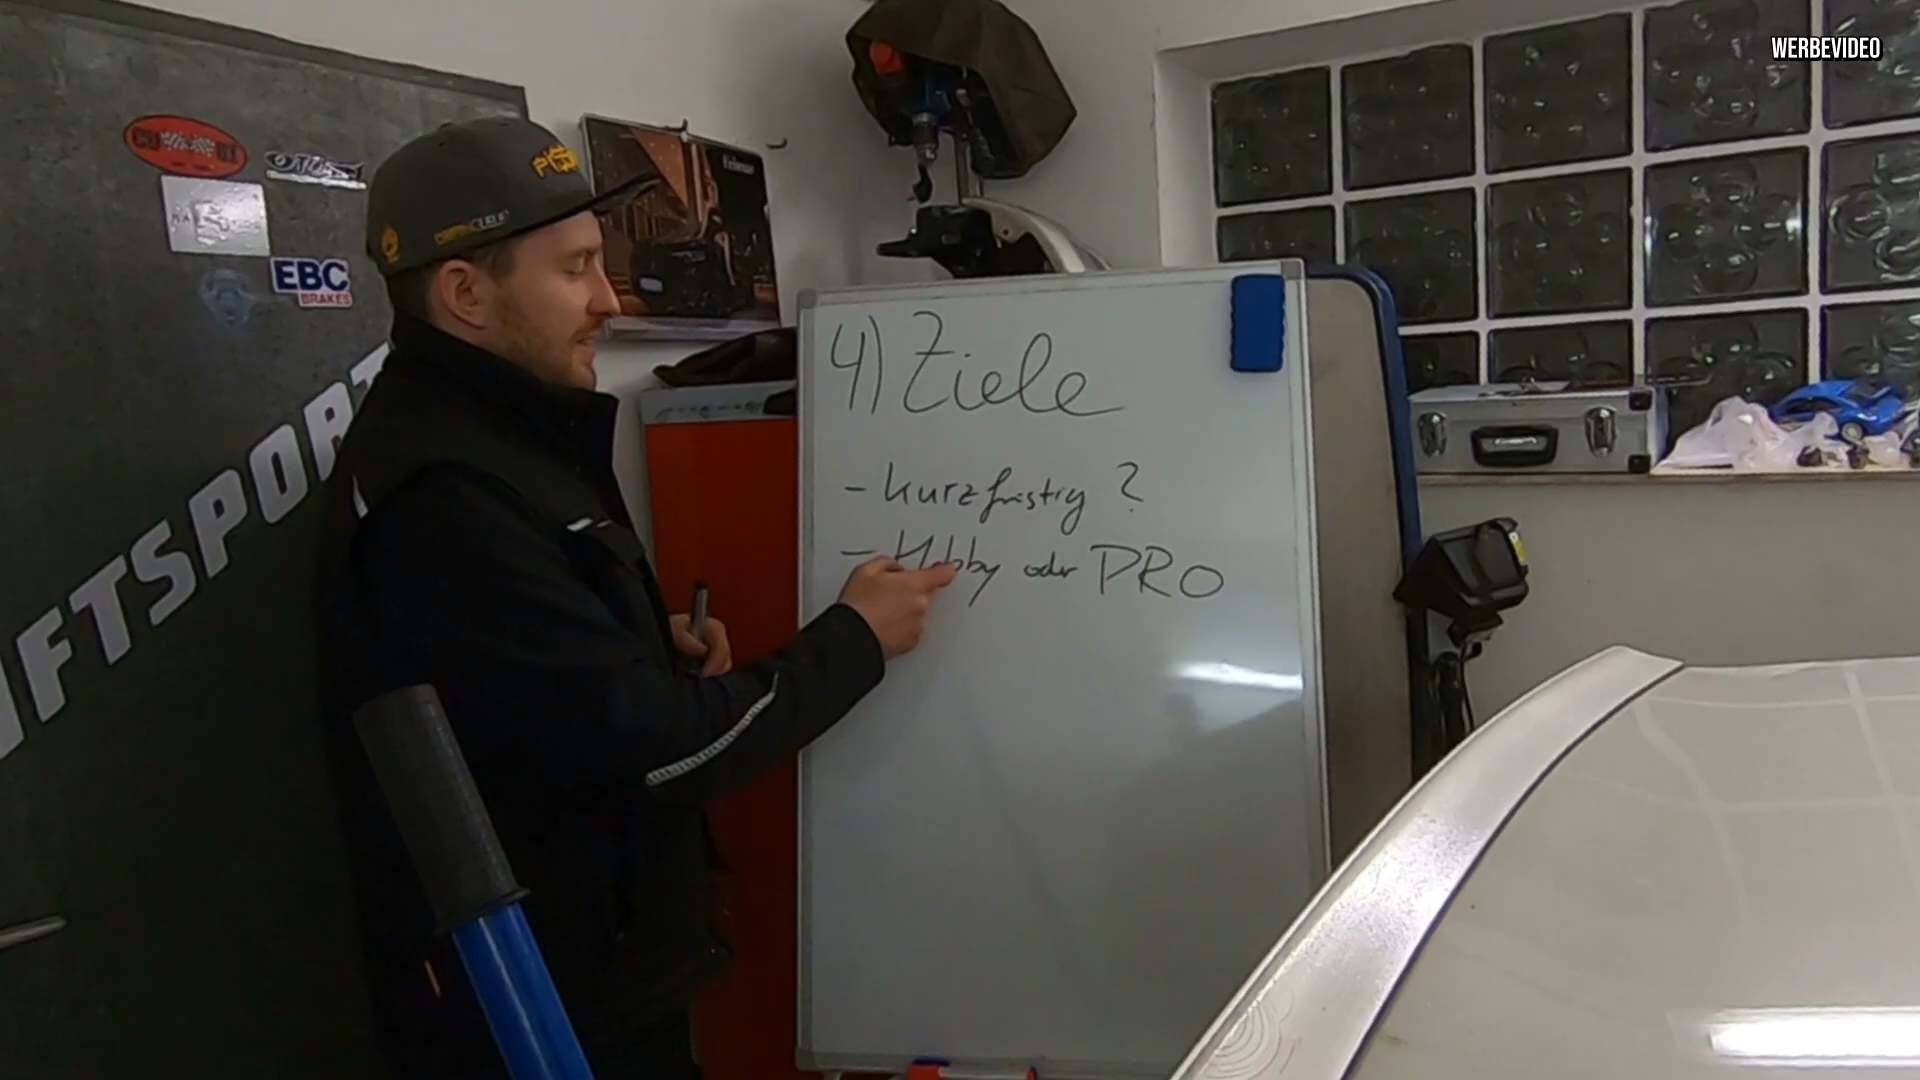 WERBEVIDEO
EBC
BRAKES
FTSPORT
4) Ziele
- kurzfristig ?
- Hobby oder PRO